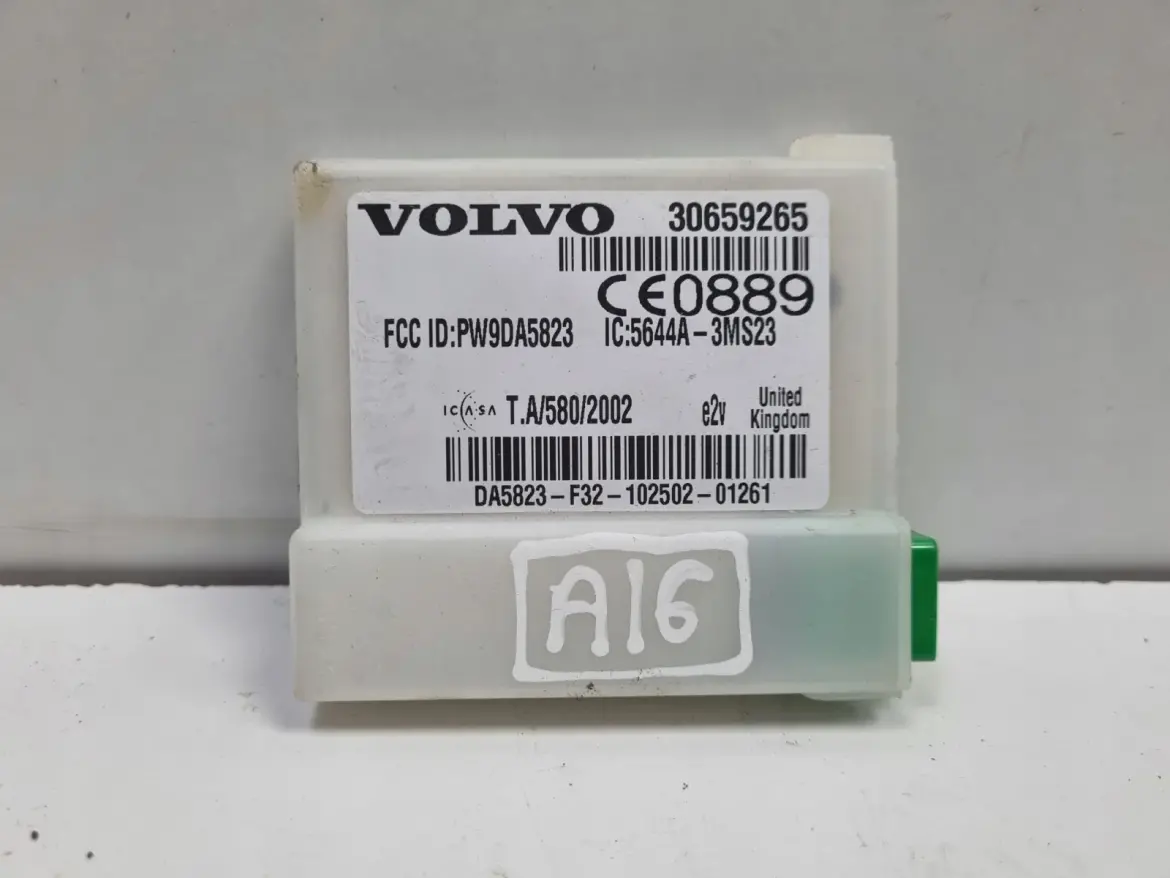 VOLVO 30659265
CE0889
FCC ID:PW9DA5823 IC:5644A-3MS23
ICASA T.A/580/2002 e2v United
Kingdom
DA5823-F32-102502-01261
A16